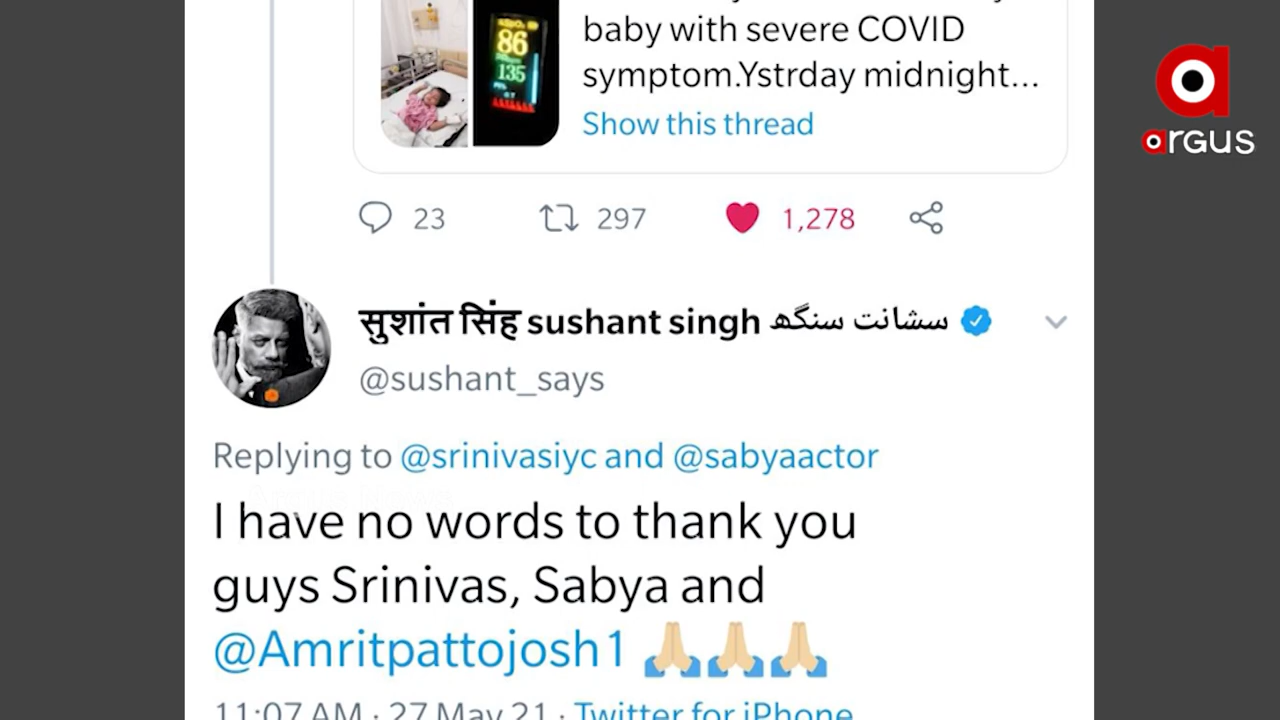 86
135
baby with severe COVID
symptom.Ystrday midnight...
Show this thread
23 297 1,278
सुशांत सिंह sushant singh سشانت سنگھ
@sushant_says
Replying to @srinivasiyc and @sabyaactor
I have no words to thank you
guys Srinivas, Sabya and
@Amritpattojosh1 🙏🏼🙏🏼🙏🏼
11:07 AM · 27 May 21 · Twitter for iPhone
argus